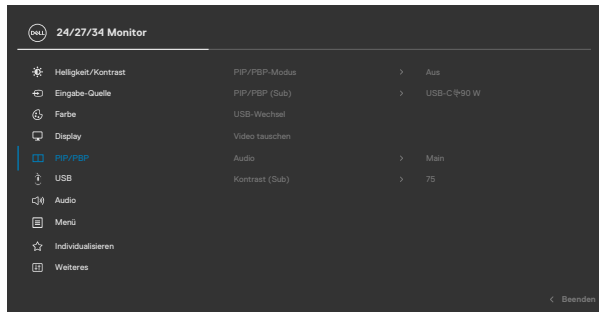 DELL 24/27/34 Monitor
Helligkeit/Kontrast PIP/PBP-Modus > Aus
Eingabe-Quelle PIP/PBP (Sub) > USB-C 90 W
Farbe USB-Wechsel
Display Video tauschen
PIP/PBP Audio > Main
USB Kontrast (Sub) > 75
Audio
Menü
Individualisieren
Weiteres
< Beenden